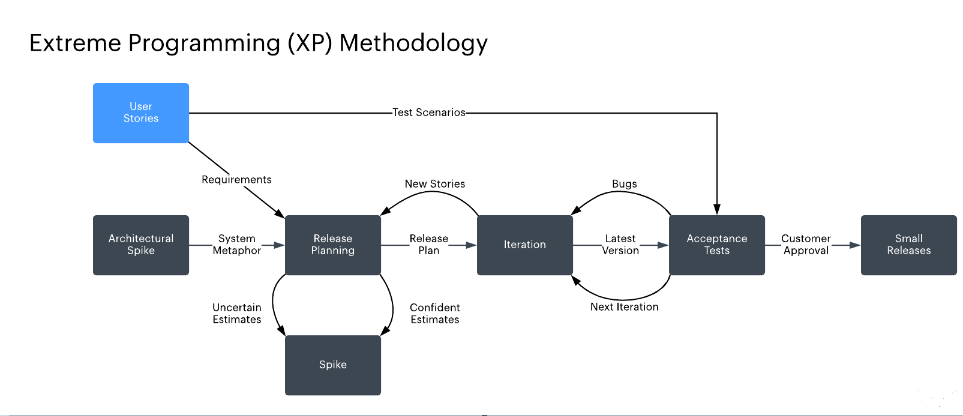 Extreme Programming (XP) Methodology
User
Stories
Test Scenarios
Requirements
New Stories
Bugs
Architectural
Spike
System
Metaphor
Release
Planning
Release
Plan
Iteration
Latest
Version
Acceptance
Tests
Customer
Approval
Small
Releases
Uncertain
Estimates
Confident
Estimates
Next Iteration
Spike